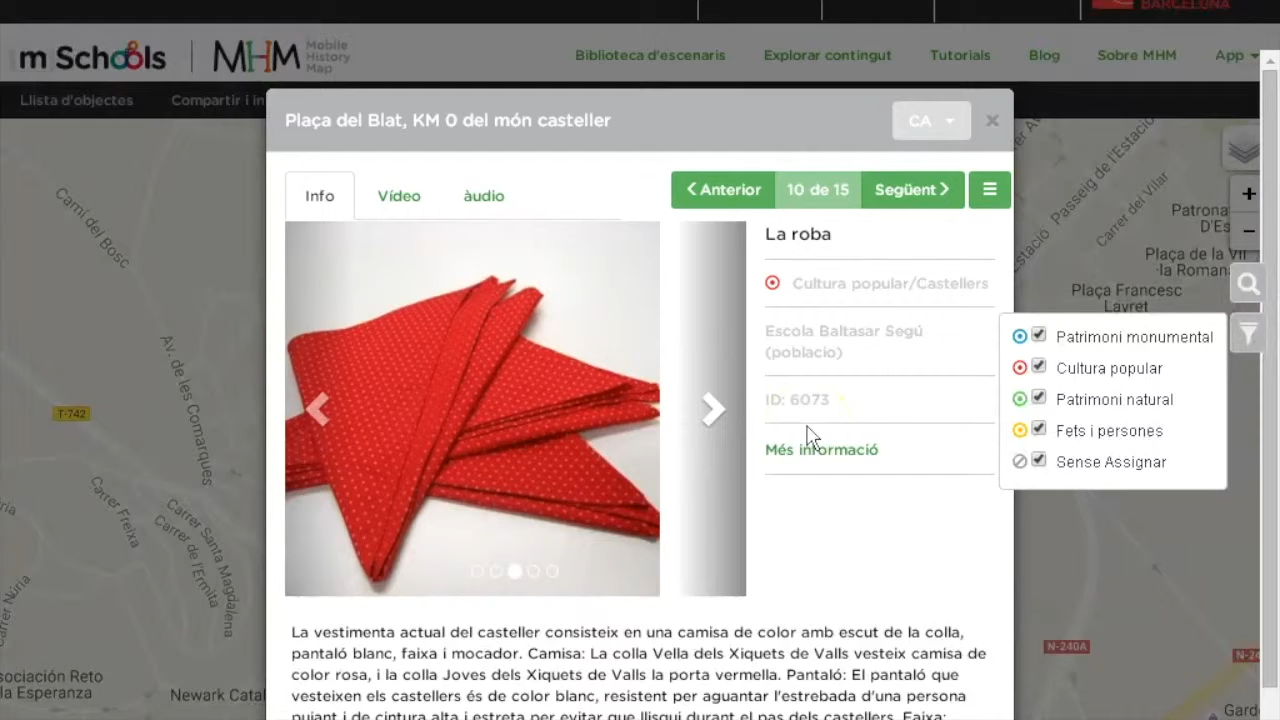 BARCELONA
m Schools
MHM Mobile History Map
Biblioteca d'escenaris
Explorar contingut
Tutorials
Blog
Sobre MHM
App
Llista d'objectes
Compartir i in
Plaça del Blat, KM 0 del món casteller
CA
Info
Vídeo
àudio
Anterior
10 de 15
Següent
La roba
Cultura popular/Castellers
Escola Baltasar Segú
(poblacio)
ID: 6073
Més informació
Patrimoni monumental
Cultura popular
Patrimoni natural
Fets i persones
Sense Assignar
La vestimenta actual del casteller consisteix en una camisa de color amb escut de la colla,
pantaló blanc, faixa i mocador. Camisa: La colla Vella dels Xiquets de Valls vesteix camisa de
color rosa, i la colla Joves dels Xiquets de Valls la porta vermella. Pantaló: El pantaló que
vesteixen els castellers és de color blanc, resistent per aguantar l'estrebada d'una persona
pujant i de cintura alta i estreta per evitar que llisqui durant el pas dels castellers. Faixa:
Camí del Bosc
T-742
Av. de les Comarques
Carrer Freixa
Carrer Santa Magdalena
Carrer de l'Ermita
sociación Reto
la Esperanza
Newark Catal
Passeig de l'Estació
Carrer del Vilar
Patrona
D'Es
Plaça de la Vil
la Romana
Plaça Francesc
Layret
N-240A
N-24
Gard